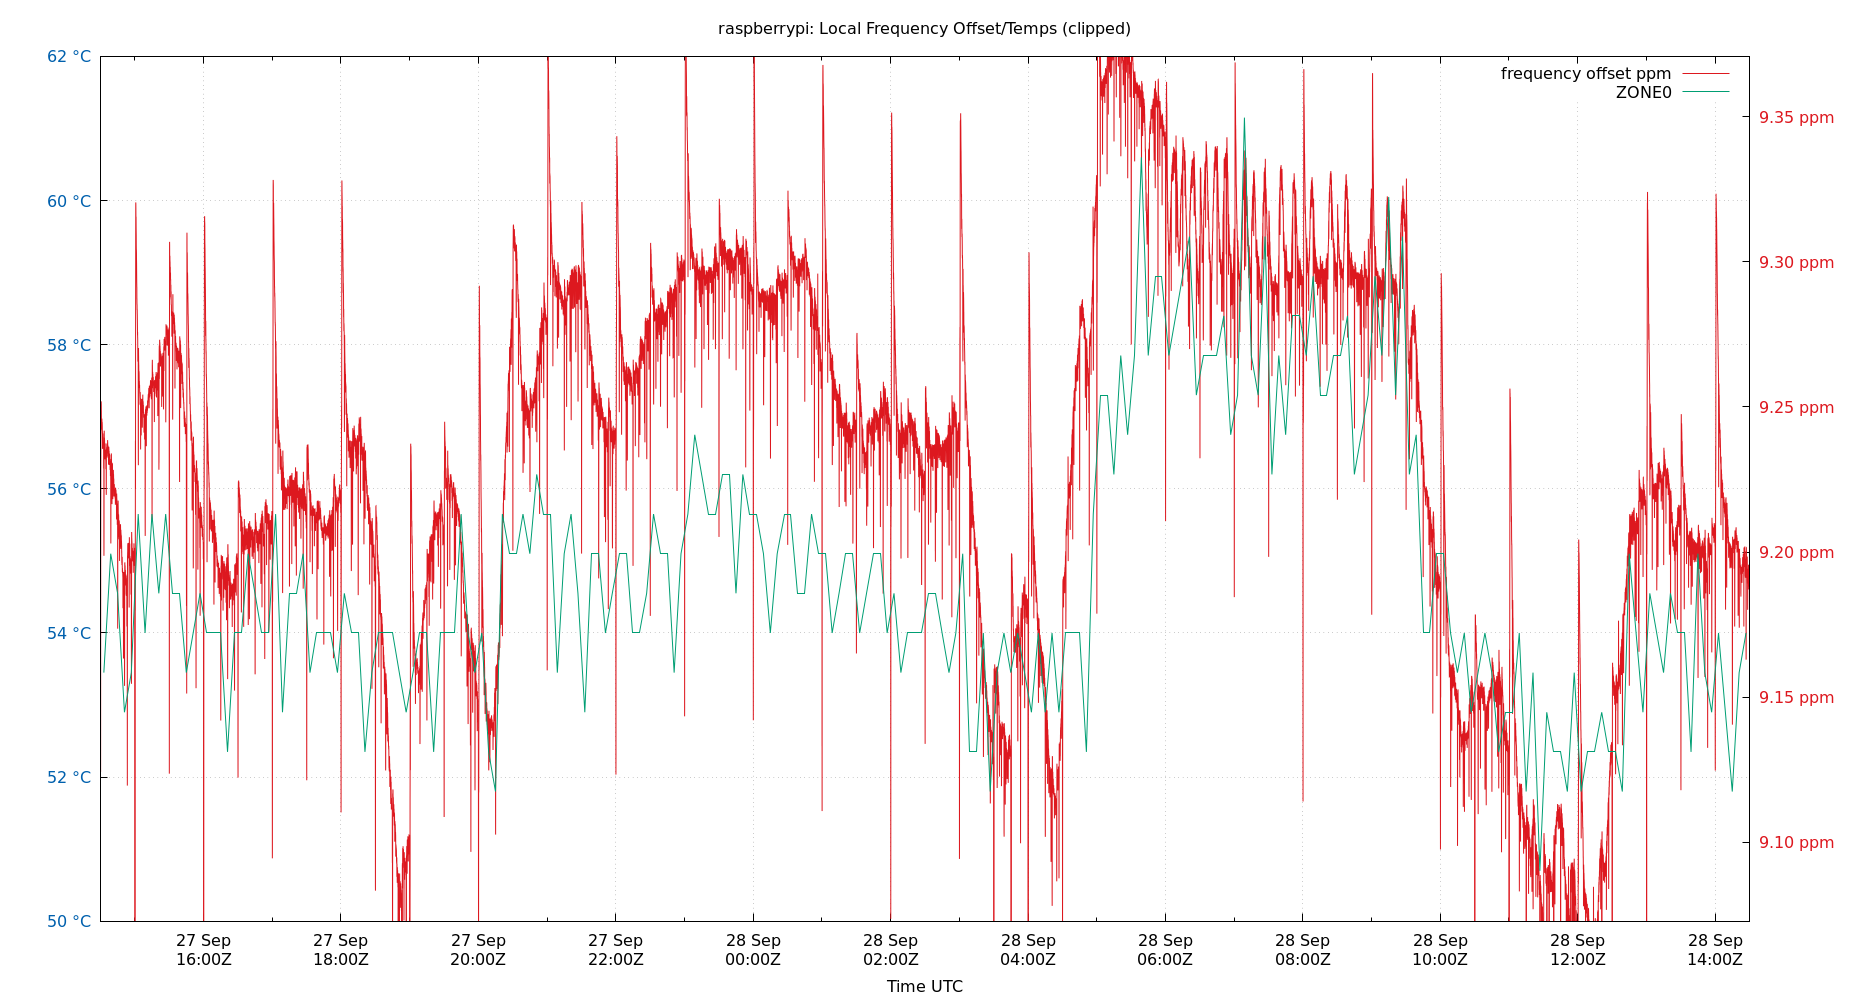 raspberrypi: Local Frequency Offset/Temps (clipped)
frequency offset ppm
ZONE0
62 °C
60 °C
58 °C
56 °C
54 °C
52 °C
50 °C
9.35 ppm
9.30 ppm
9.25 ppm
9.20 ppm
9.15 ppm
9.10 ppm
27 Sep 27 Sep 27 Sep 27 Sep 28 Sep 28 Sep 28 Sep 28 Sep 28 Sep 28 Sep 28 Sep 28 Sep
16:00Z 18:00Z 20:00Z 22:00Z 00:00Z 02:00Z 04:00Z 06:00Z 08:00Z 10:00Z 12:00Z 14:00Z
Time UTC